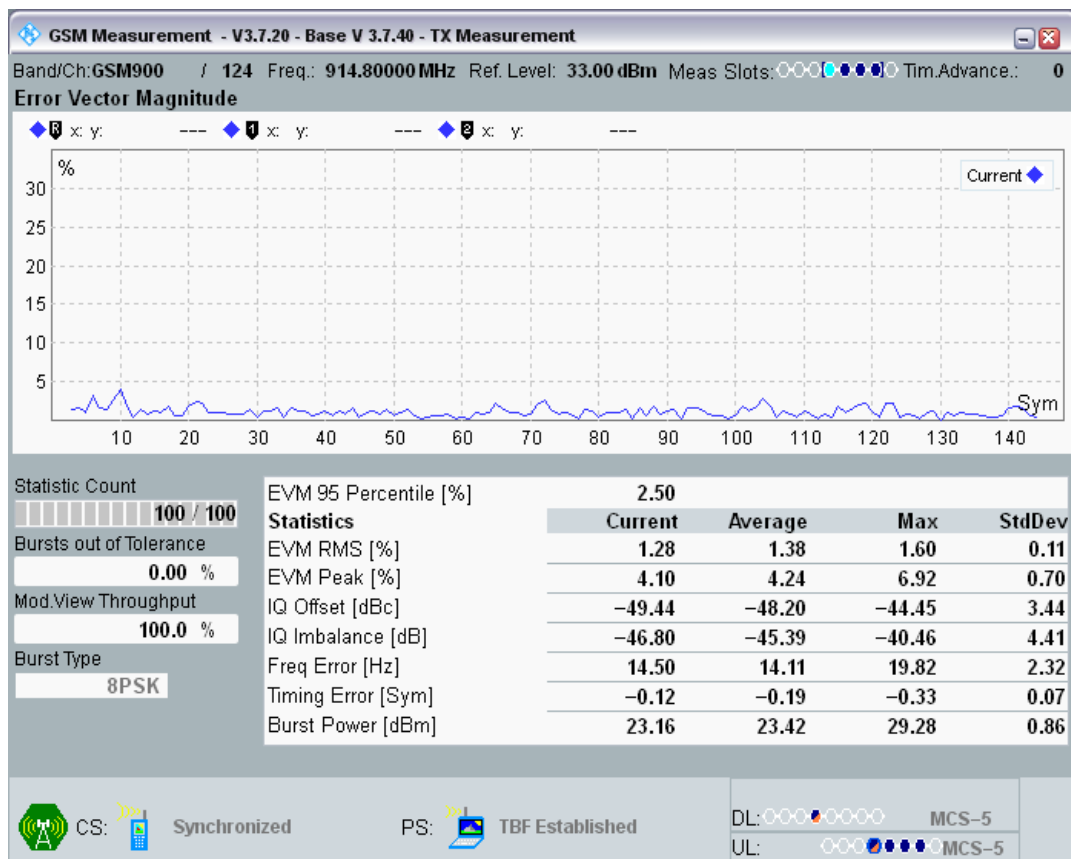 GSM Measurement - V3.7.20 - Base V 3.7.40 - TX Measurement
Band/Ch:GSM900 / 124 Freq.: 914.80000 MHz Ref. Level: 33.00 dBm Meas Slots: Tim.Advance.: 0
Error Vector Magnitude
R x: y: --- 1 x: y: --- 2 x: y: ---
%
Current
30
25
20
15
10
5
Sym
10 20 30 40 50 60 70 80 90 100 110 120 130 140
Statistic Count
100 / 100
Bursts out of Tolerance
0.00 %
Mod.View Throughput
100.0 %
Burst Type
8PSK
EVM 95 Percentile [%] 2.50
Statistics Current Average Max StdDev
EVM RMS [%] 1.28 1.38 1.60 0.11
EVM Peak [%] 4.10 4.24 6.92 0.70
IQ Offset [dBc] −49.44 −48.20 −44.45 3.44
IQ Imbalance [dB] −46.80 −45.39 −40.46 4.41
Freq Error [Hz] 14.50 14.11 19.82 2.32
Timing Error [Sym] −0.12 −0.19 −0.33 0.07
Burst Power [dBm] 23.16 23.42 29.28 0.86
CS: Synchronized PS: TBF Established
DL: MCS−5
UL: MCS−5